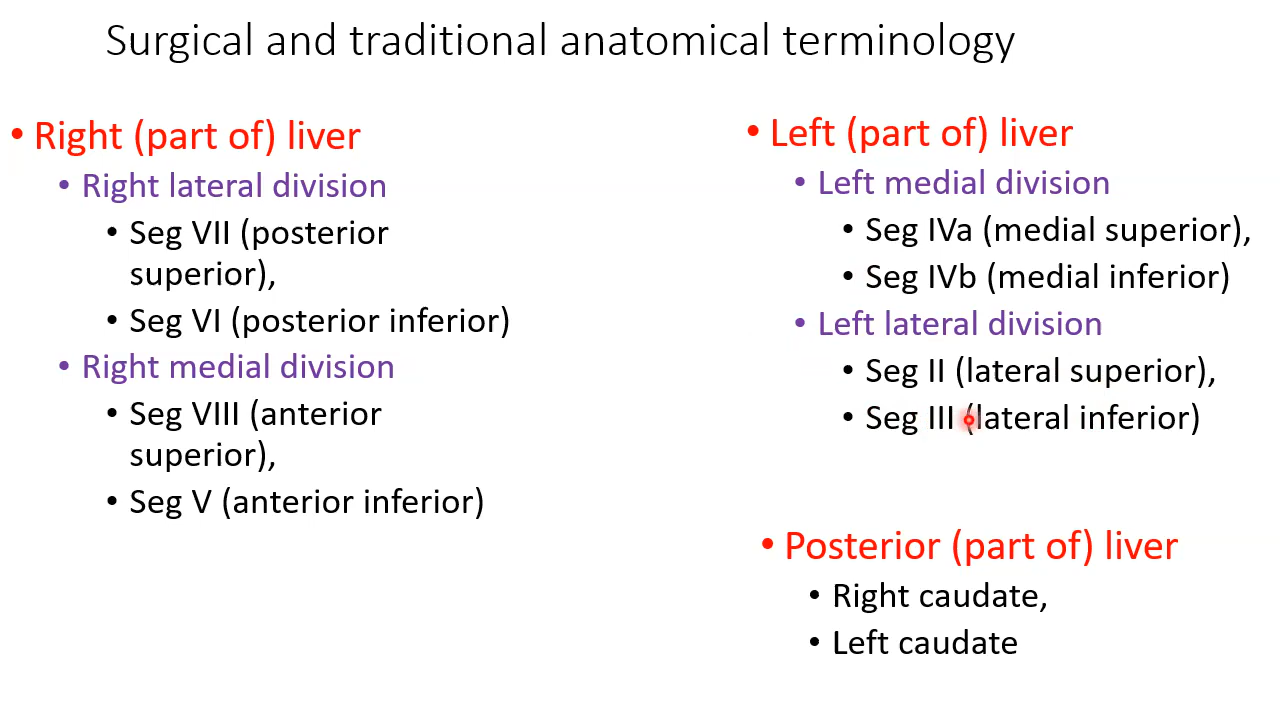 Surgical and traditional anatomical terminology
• Right (part of) liver
• Right lateral division
• Seg VII (posterior
superior),
• Seg VI (posterior inferior)
• Right medial division
• Seg VIII (anterior
superior),
• Seg V (anterior inferior)
• Left (part of) liver
• Left medial division
• Seg IVa (medial superior),
• Seg IVb (medial inferior)
• Left lateral division
• Seg II (lateral superior),
• Seg III (lateral inferior)
• Posterior (part of) liver
• Right caudate,
• Left caudate